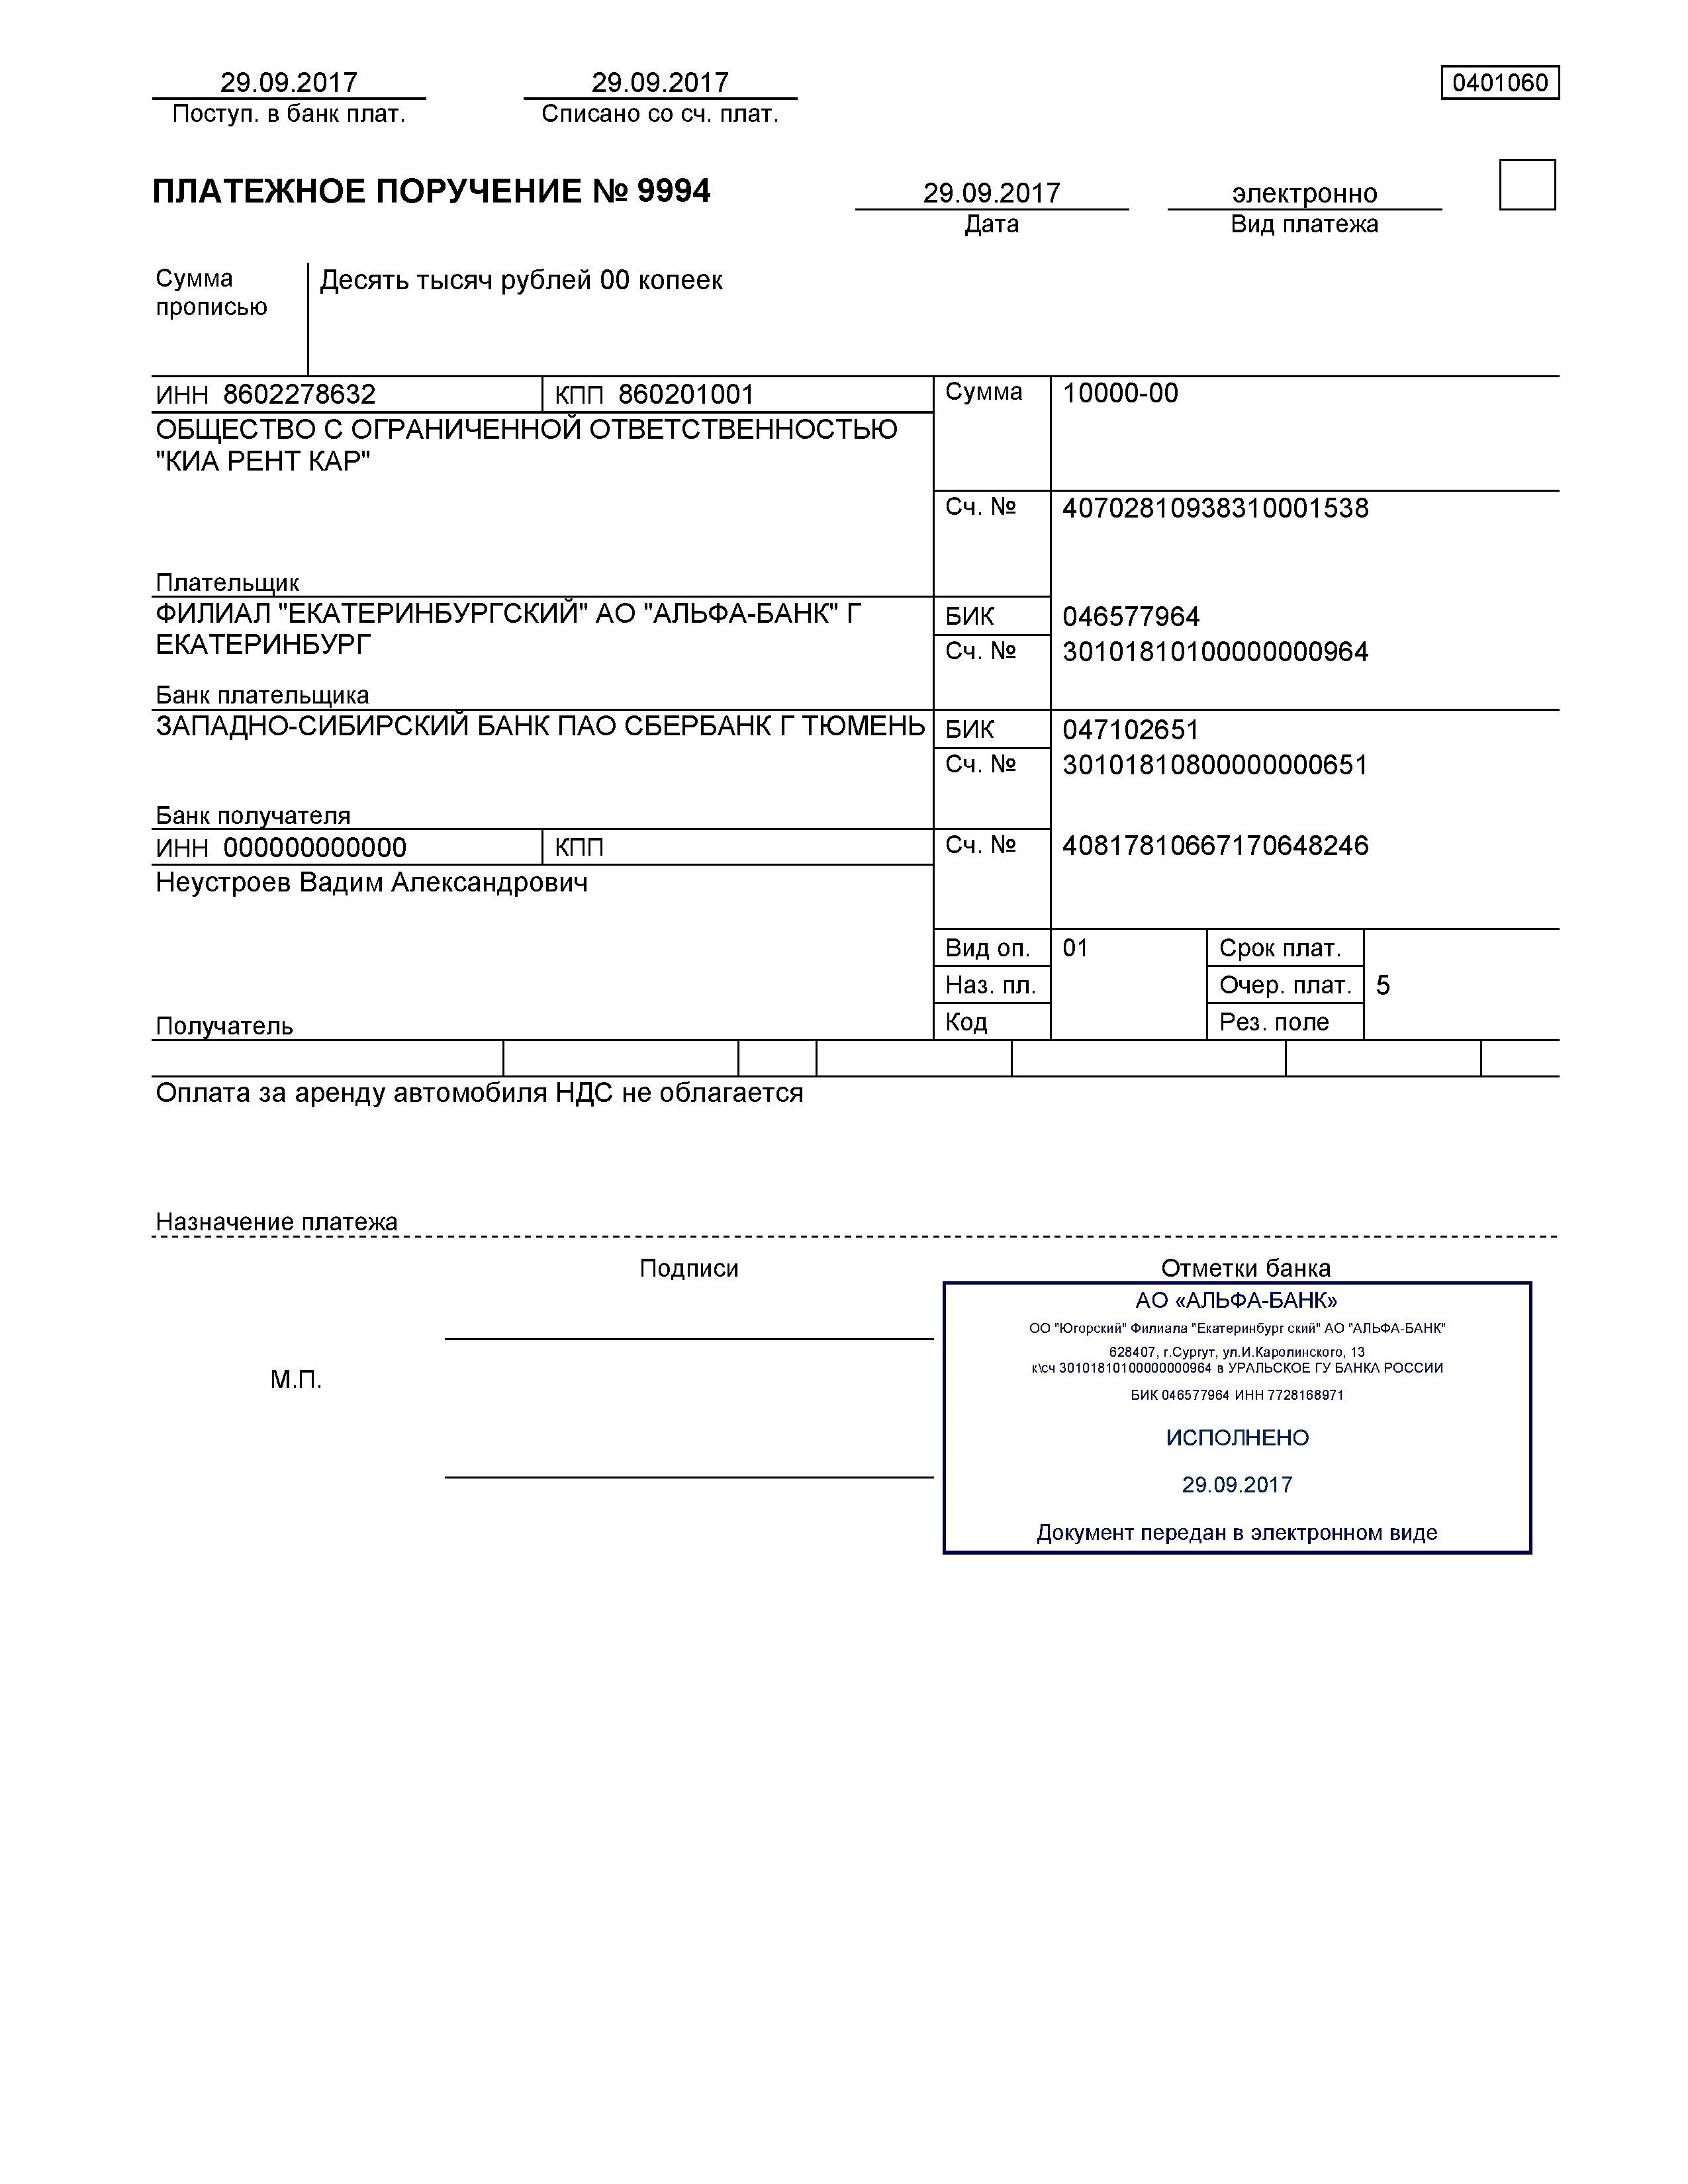 29.09.2017 29.09.2017 0401060
Поступ. в банк плат. Списано со сч. плат.
ПЛАТЕЖНОЕ ПОРУЧЕНИЕ № 9994 29.09.2017 электронно
Дата Вид платежа
Сумма прописью Десять тысяч рублей 00 копеек
ИНН 8602278632 КПП 860201001 Сумма 10000-00
ОБЩЕСТВО С ОГРАНИЧЕННОЙ ОТВЕТСТВЕННОСТЬЮ
"КИА РЕНТ КАР"
Сч. № 40702810938310001538
Плательщик
ФИЛИАЛ "ЕКАТЕРИНБУРГСКИЙ" АО "АЛЬФА-БАНК" Г БИК 046577964
ЕКАТЕРИНБУРГ Сч. № 30101810100000000964
Банк плательщика
ЗАПАДНО-СИБИРСКИЙ БАНК ПАО СБЕРБАНК Г ТЮМЕНЬ БИК 047102651
Сч. № 30101810800000000651
Банк получателя
ИНН 000000000000 КПП Сч. № 40817810667170648246
Неустроев Вадим Александрович
Вид оп. 01 Срок плат.
Наз. пл. Очер. плат. 5
Получатель Код Рез. поле
Оплата за аренду автомобиля НДС не облагается
Назначение платежа
Подписи Отметки банка
АО «АЛЬФА-БАНК»
ОО "Югорский" Филиала "Екатеринбург ский" АО "АЛЬФА-БАНК"
628407, г.Сургут, ул.И.Каролинского, 13
к\сч 30101810100000000964 в УРАЛЬСКОЕ ГУ БАНКА РОССИИ
М.П.
БИК 046577964 ИНН 7728168971
ИСПОЛНЕНО
29.09.2017
Документ передан в электронном виде